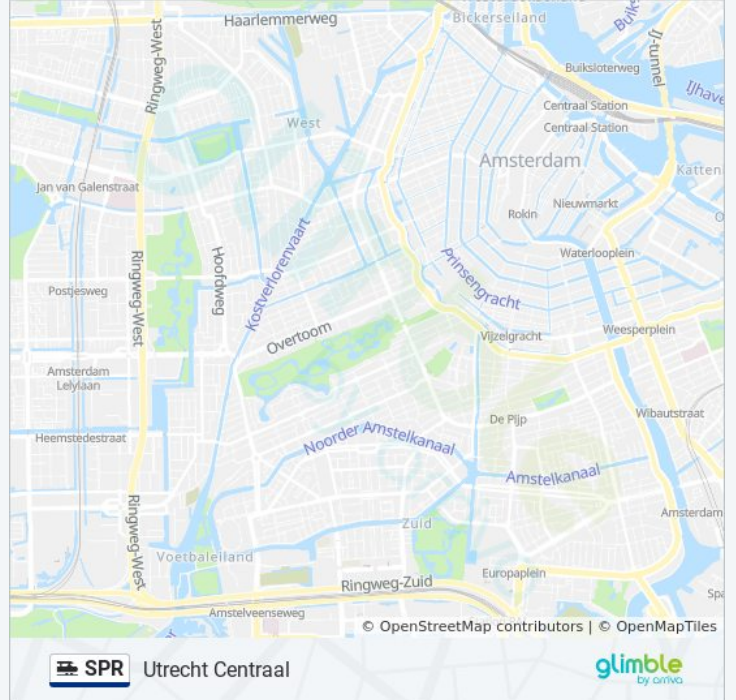 Haarlemmerweg
Bickerseiland
Ringweg-West
IJ-tunnel
Buiksloterweg
Centraal Station
Centraal Station
West
Amsterdam
Jan van Galenstraat
Nieuwmarkt
Rokin
Waterlooplein
Hoofdweg
Kostverlorenvaart
Prinsengracht
Ringweg-West
Postjesweg
Overtoom
Vijzelgracht
Weesperplein
Amsterdam
Lelylaan
De Pijp
Wibautstraat
Heemstedestraat
Noorder Amstelkanaal
Amstelkanaal
Ringweg-West
Amsterdam
Zuid
Voetbaleiland
Europaplein
Ringweg-Zuid
Amstelveenseweg
© OpenStreetMap contributors | © OpenMapTiles
SPR Utrecht Centraal
glimble
by arriva